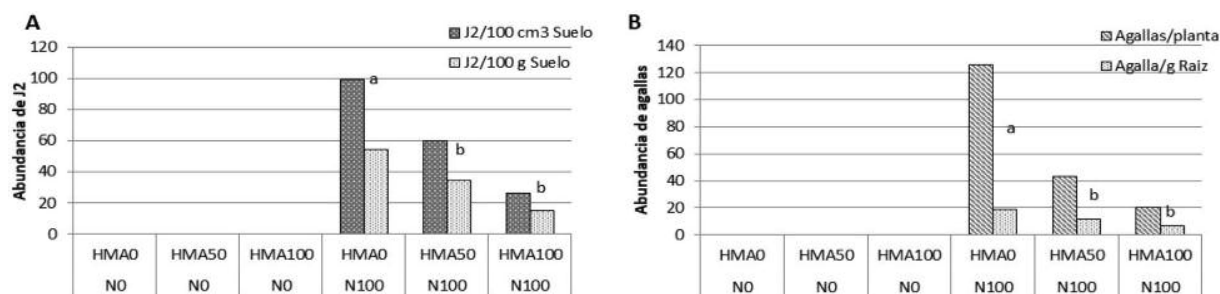 A
J2/100 cm3 Suelo
J2/100 g Suelo
Abundancia de J2
120
100
80
60
40
20
0
a
b
b
HMA0 HMA50 HMA100 HMA0 HMA50 HMA100
N0 N0 N0 N100 N100 N100
B
Agallas/planta
Agalla/g Raiz
Abundancia de agallas
140
120
100
80
60
40
20
0
a
b
b
HMA0 HMA50 HMA100 HMA0 HMA50 HMA100
N0 N0 N0 N100 N100 N100